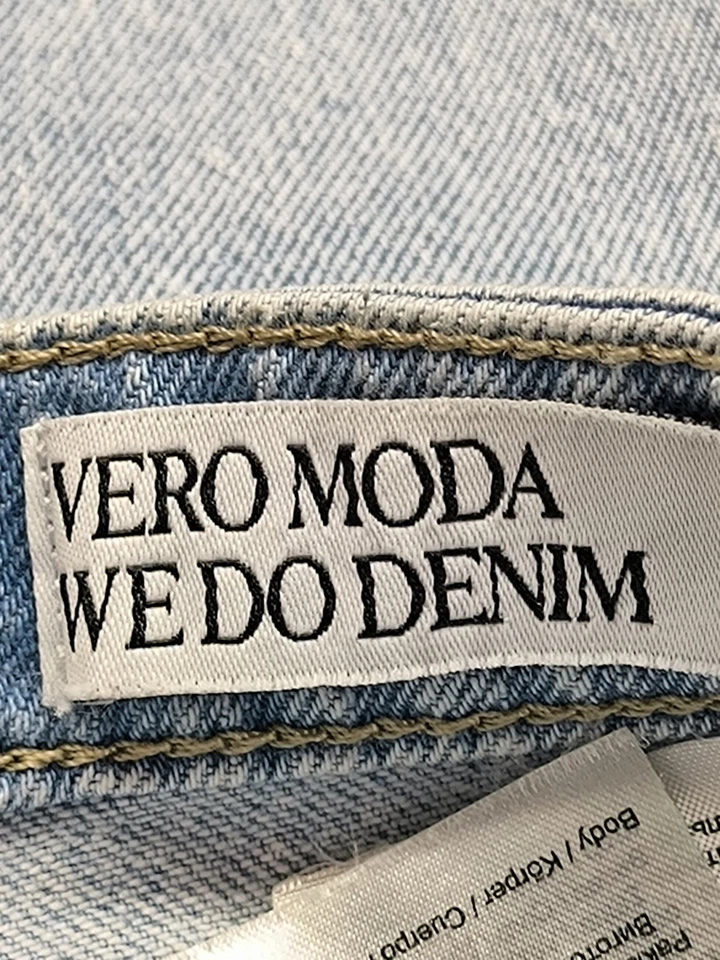 VERO MODA
WE DO DENIM
Body / Körper / Cuerpo